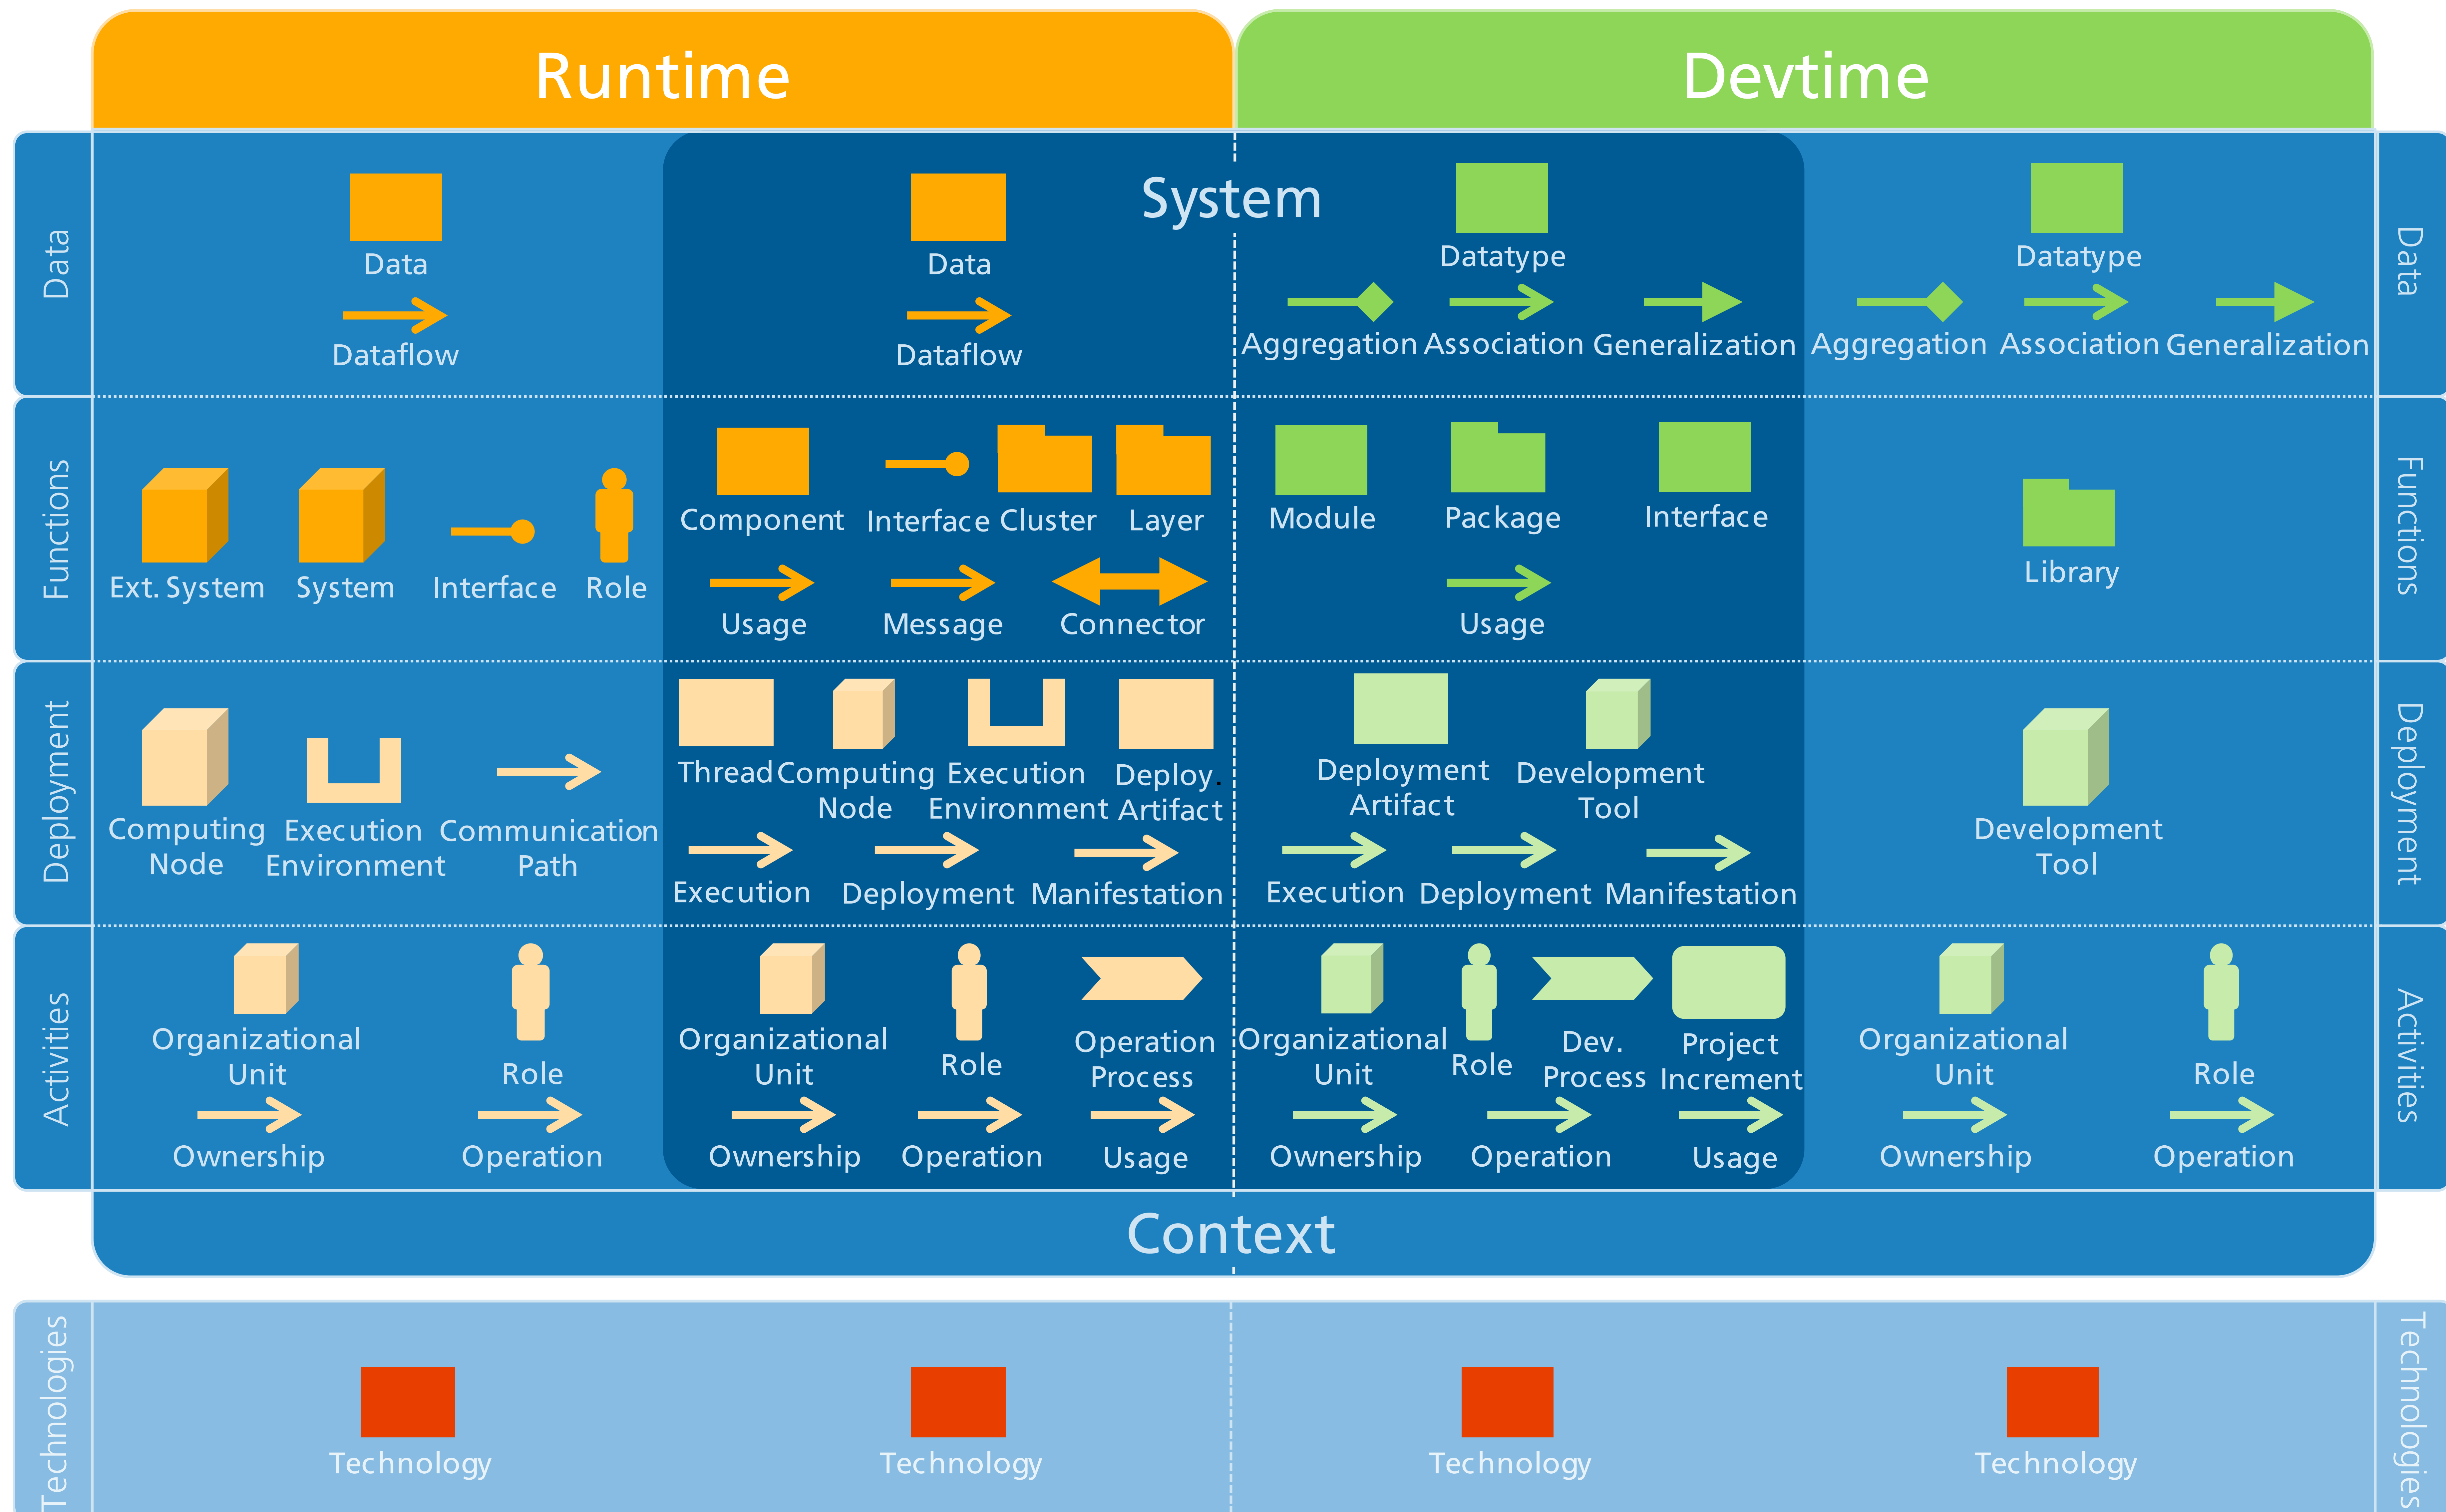 Runtime
Devtime
System
Data
Data
Data
Data
Datatype
Datatype
Dataflow
Dataflow
Aggregation
Association
Generalization
Aggregation
Association
Generalization
Functions
Functions
Ext. System
System
Interface
Role
Component
Interface
Cluster
Layer
Module
Package
Interface
Library
Usage
Message
Connector
Usage
Deployment
Deployment
Computing
Node
Execution
Environment
Communication
Path
Thread
Computing
Node
Execution
Environment
Deploy.
Artifact
Deployment
Artifact
Development
Tool
Development
Tool
Execution
Deployment
Manifestation
Execution
Deployment
Manifestation
Activities
Activities
Organizational
Unit
Role
Organizational
Unit
Role
Operation
Process
Organizational
Unit
Role
Dev.
Process
Project
Increment
Organizational
Unit
Role
Ownership
Operation
Ownership
Operation
Usage
Ownership
Operation
Usage
Ownership
Operation
Context
Technologies
Technologies
Technology
Technology
Technology
Technology